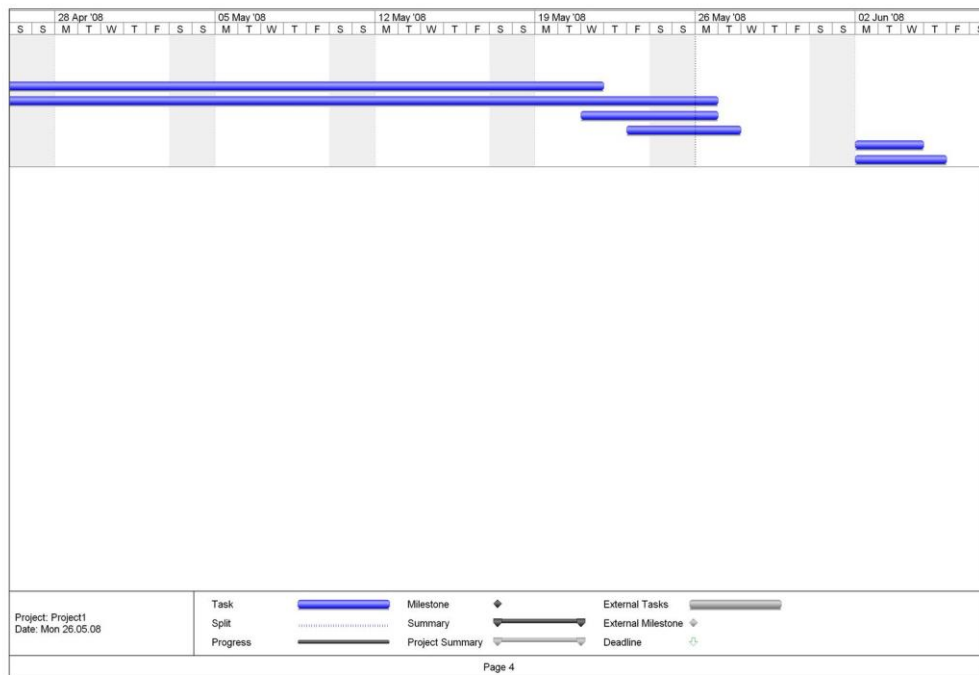 28 Apr '08 05 May '08 12 May '08 19 May '08 26 May '08 02 Jun '08
S S M T W T F S S M T W T F S S M T W T F S S M T W T F S S M T W T F S S M T W T F S
Project: Project1
Date: Mon 26.05.08
Task Milestone External Tasks
Split Summary External Milestone
Progress Project Summary Deadline
Page 4